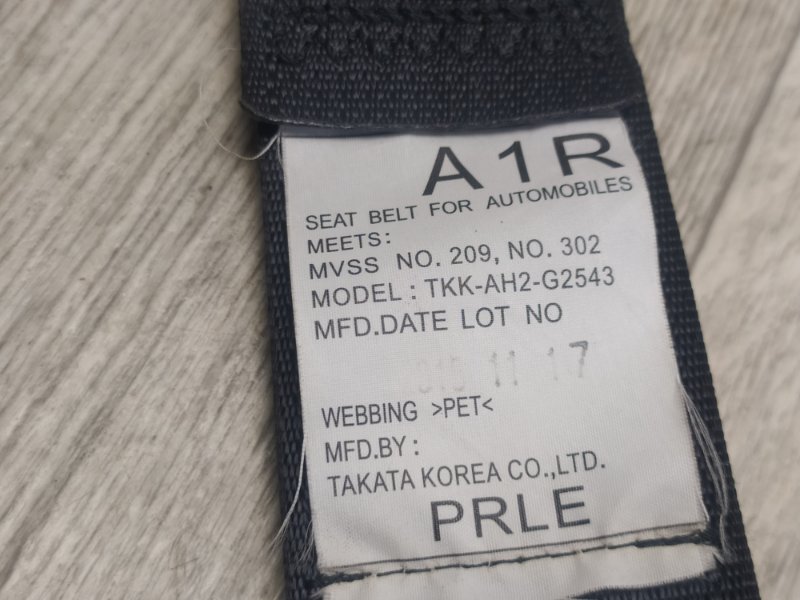 A1R
SEAT BELT FOR AUTOMOBILES
MEETS:
MVSS NO. 209, NO. 302
MODEL : TKK-AH2-G2543
MFD.DATE LOT NO
11 17
WEBBING >PET<
MFD.BY :
TAKATA KOREA CO.,LTD.
PRLE